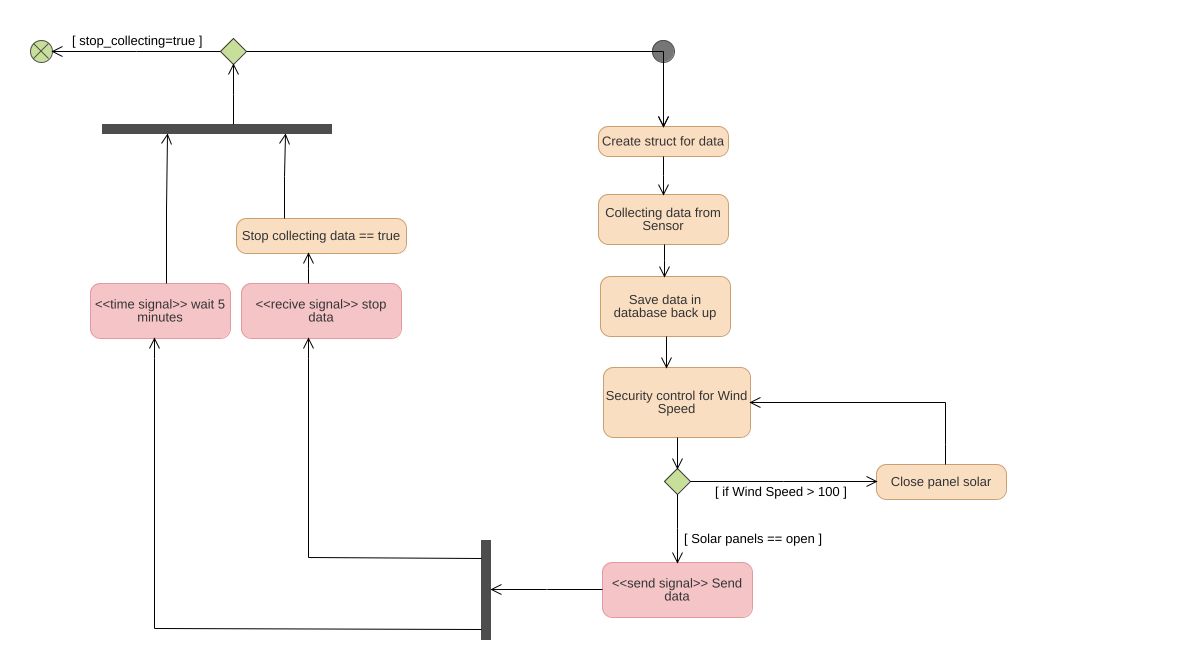 [ stop_collecting=true ]
Create struct for data
Collecting data from
Sensor
Stop collecting data == true
<<time signal>> wait 5
minutes
<<recive signal>> stop
data
Save data in
database back up
Security control for Wind
Speed
[ if Wind Speed > 100 ]
Close panel solar
[ Solar panels == open ]
<<send signal>> Send
data